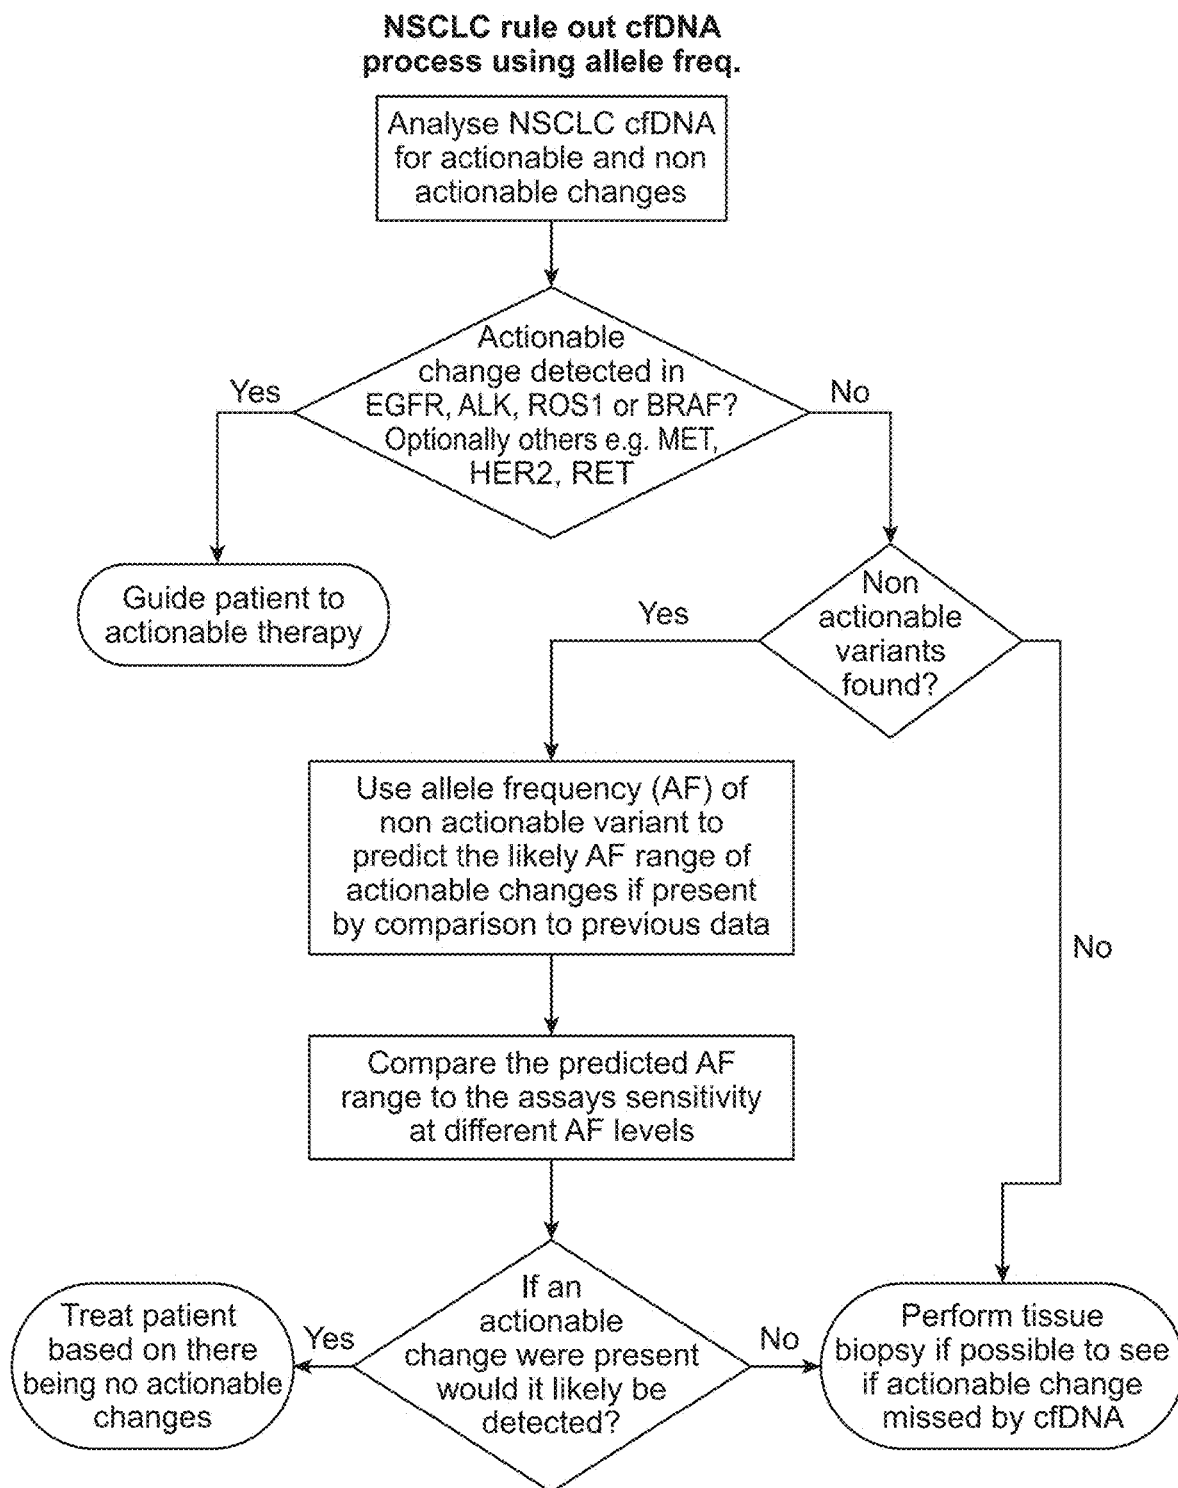 NSCLC rule out cfDNA
process using allele freq.
Analyse NSCLC cfDNA
for actionable and non
actionable changes
Actionable
change detected in
EGFR, ALK, ROS1 or BRAF?
Optionally others e.g. MET,
HER2, RET
Yes
No
Guide patient to
actionable therapy
Non
actionable
variants
found?
Yes
No
Use allele frequency (AF) of
non actionable variant to
predict the likely AF range of
actionable changes if present
by comparison to previous data
Compare the predicted AF
range to the assays sensitivity
at different AF levels
If an
actionable
change were present
would it likely be
detected?
Yes
No
Treat patient
based on there
being no actionable
changes
Perform tissue
biopsy if possible to see
if actionable change
missed by cfDNA